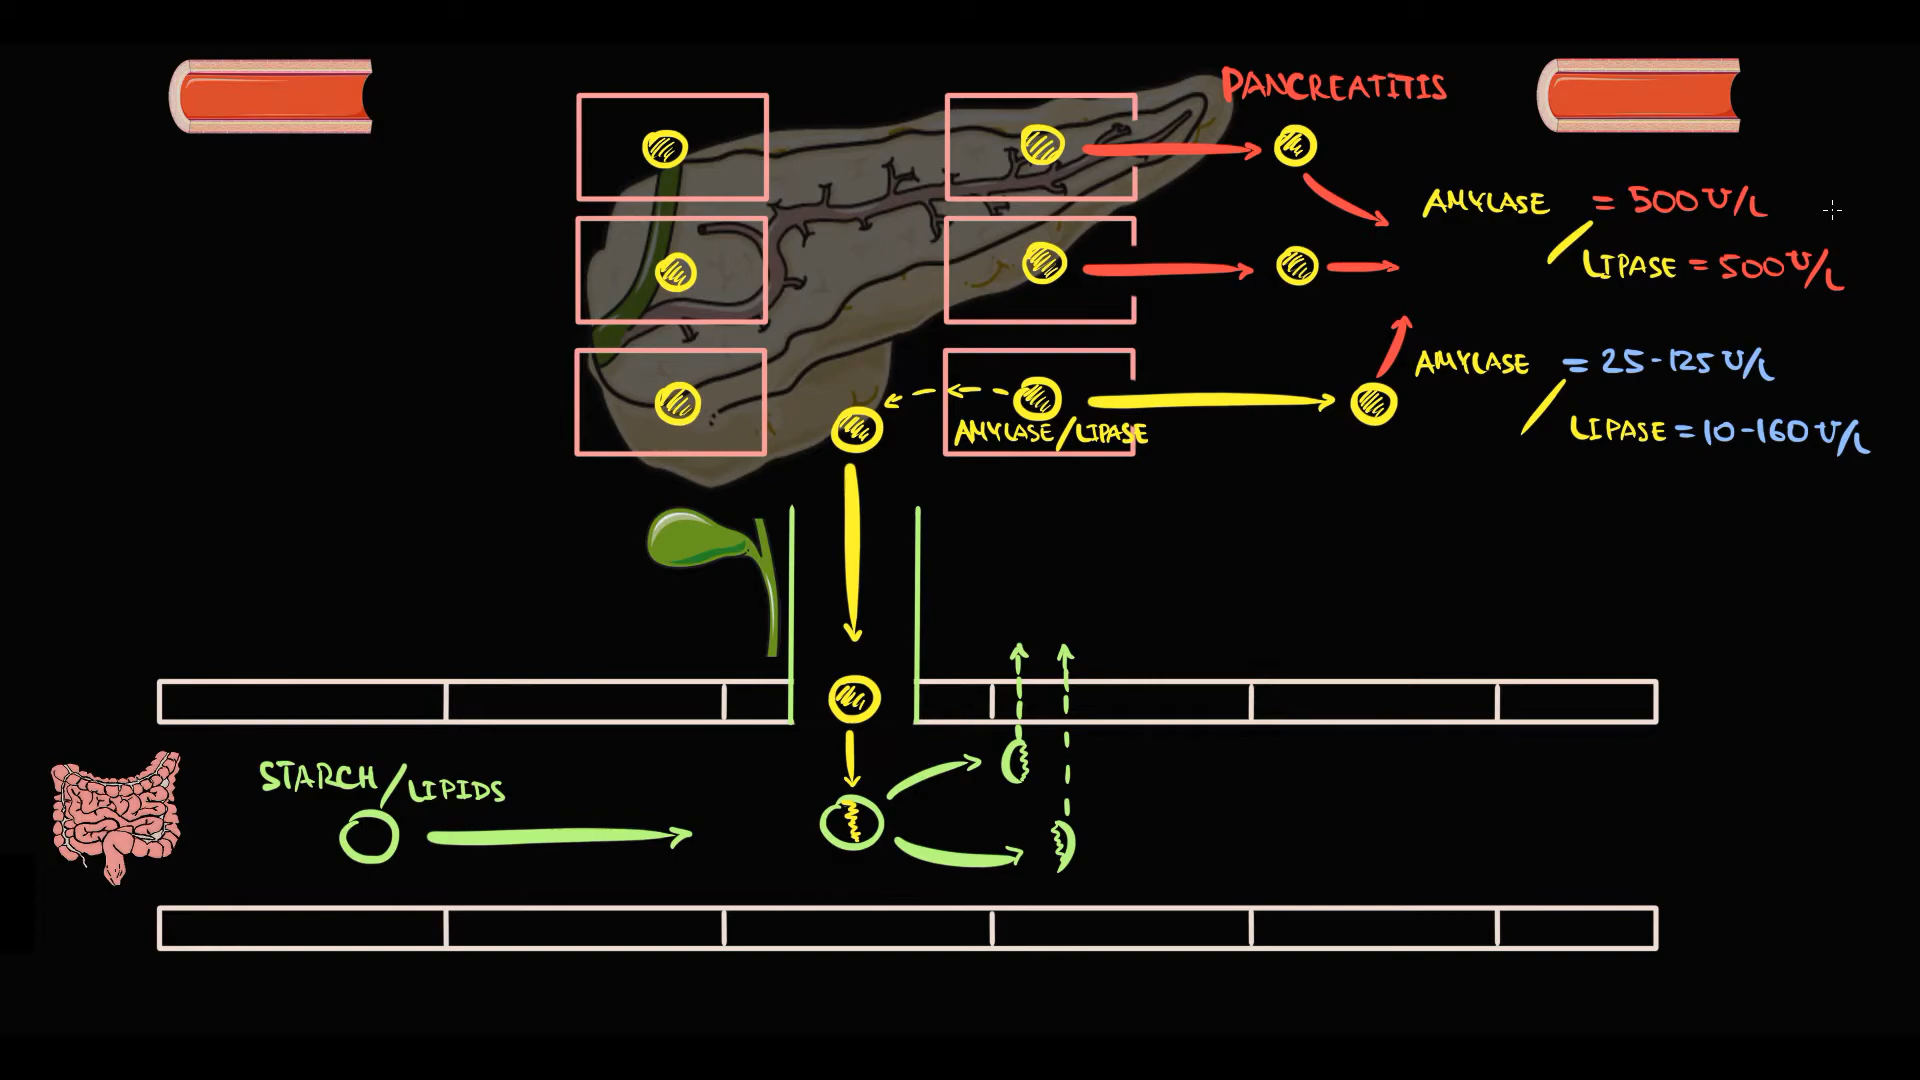 PANCREATITIS
AMYLASE = 500 U/L
/ LIPASE = 500 U/L
AMYLASE = 25-125 U/L
/ LIPASE = 10-160 U/L
AMYLASE/LIPASE
STARCH/LIPIDS